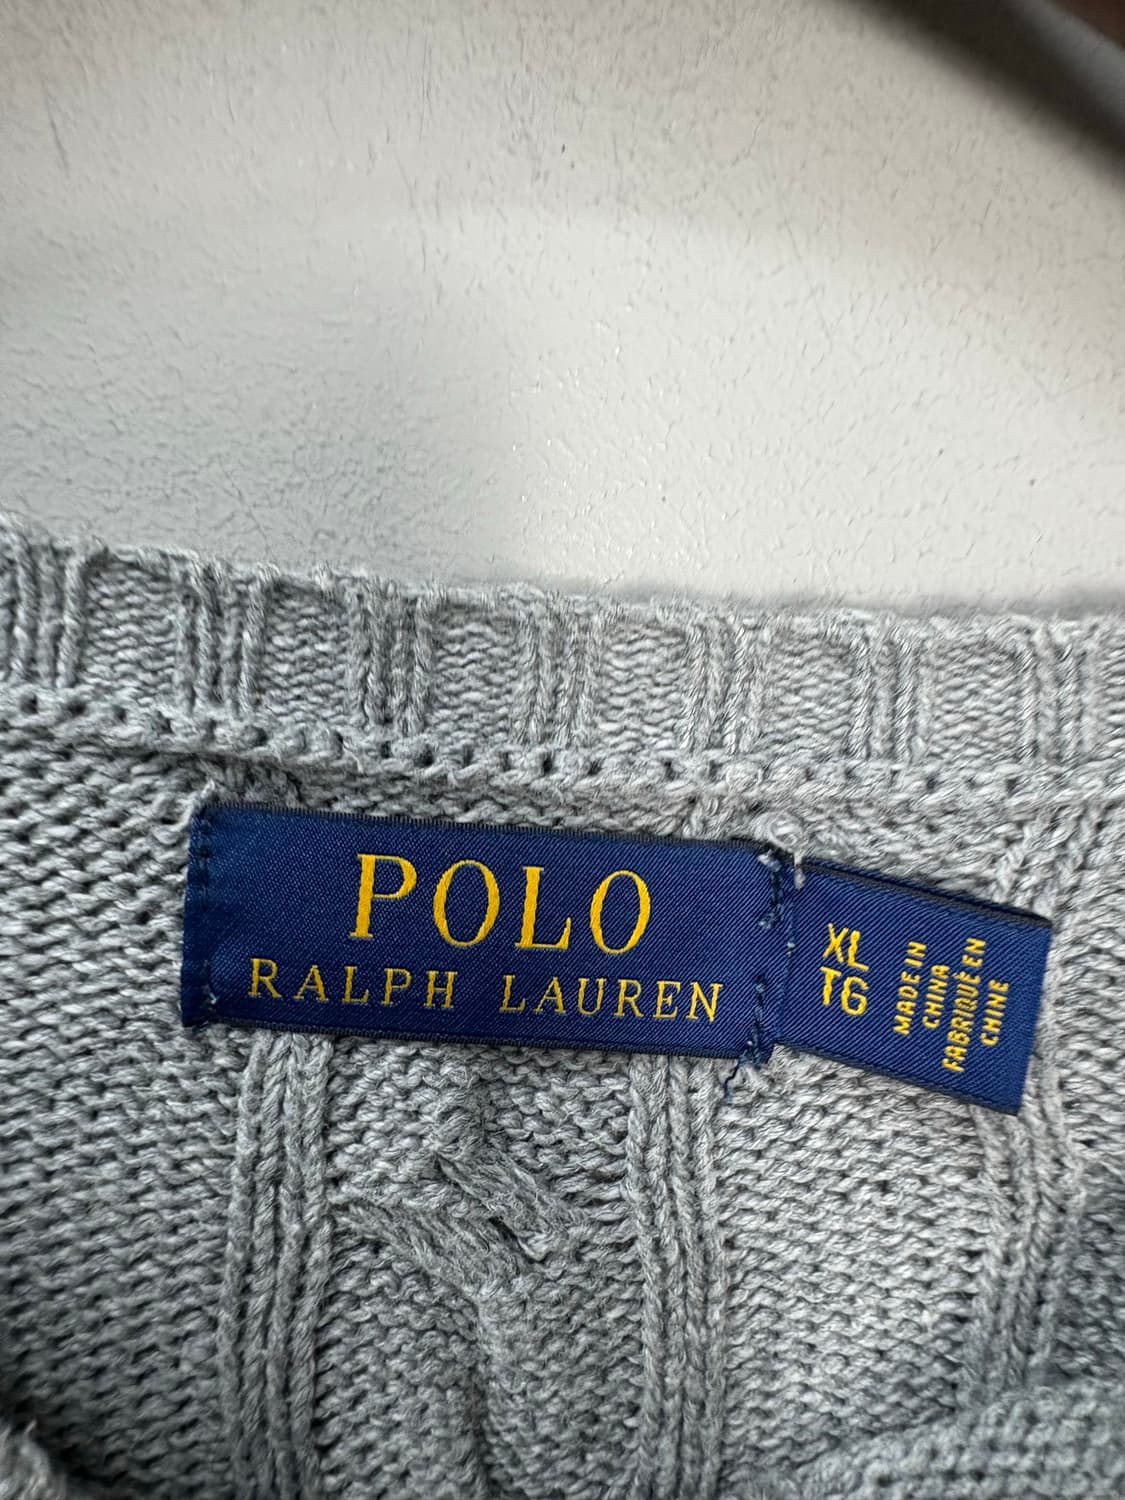 POLO
RALPH LAUREN
XL
TG
MADE IN
CHINA
FABRIQUÉ EN
CHINE